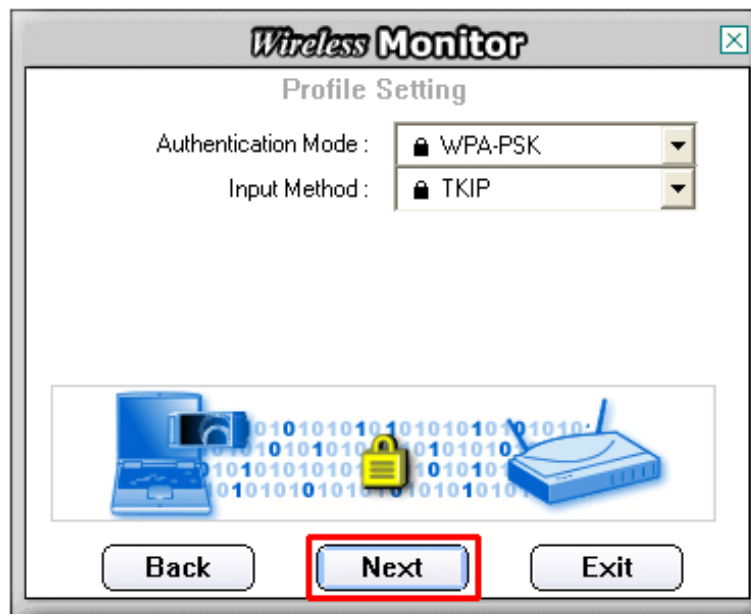 Wireless Monitor
Profile Setting
Authentication Mode : WPA-PSK
Input Method : TKIP
Back Next Exit